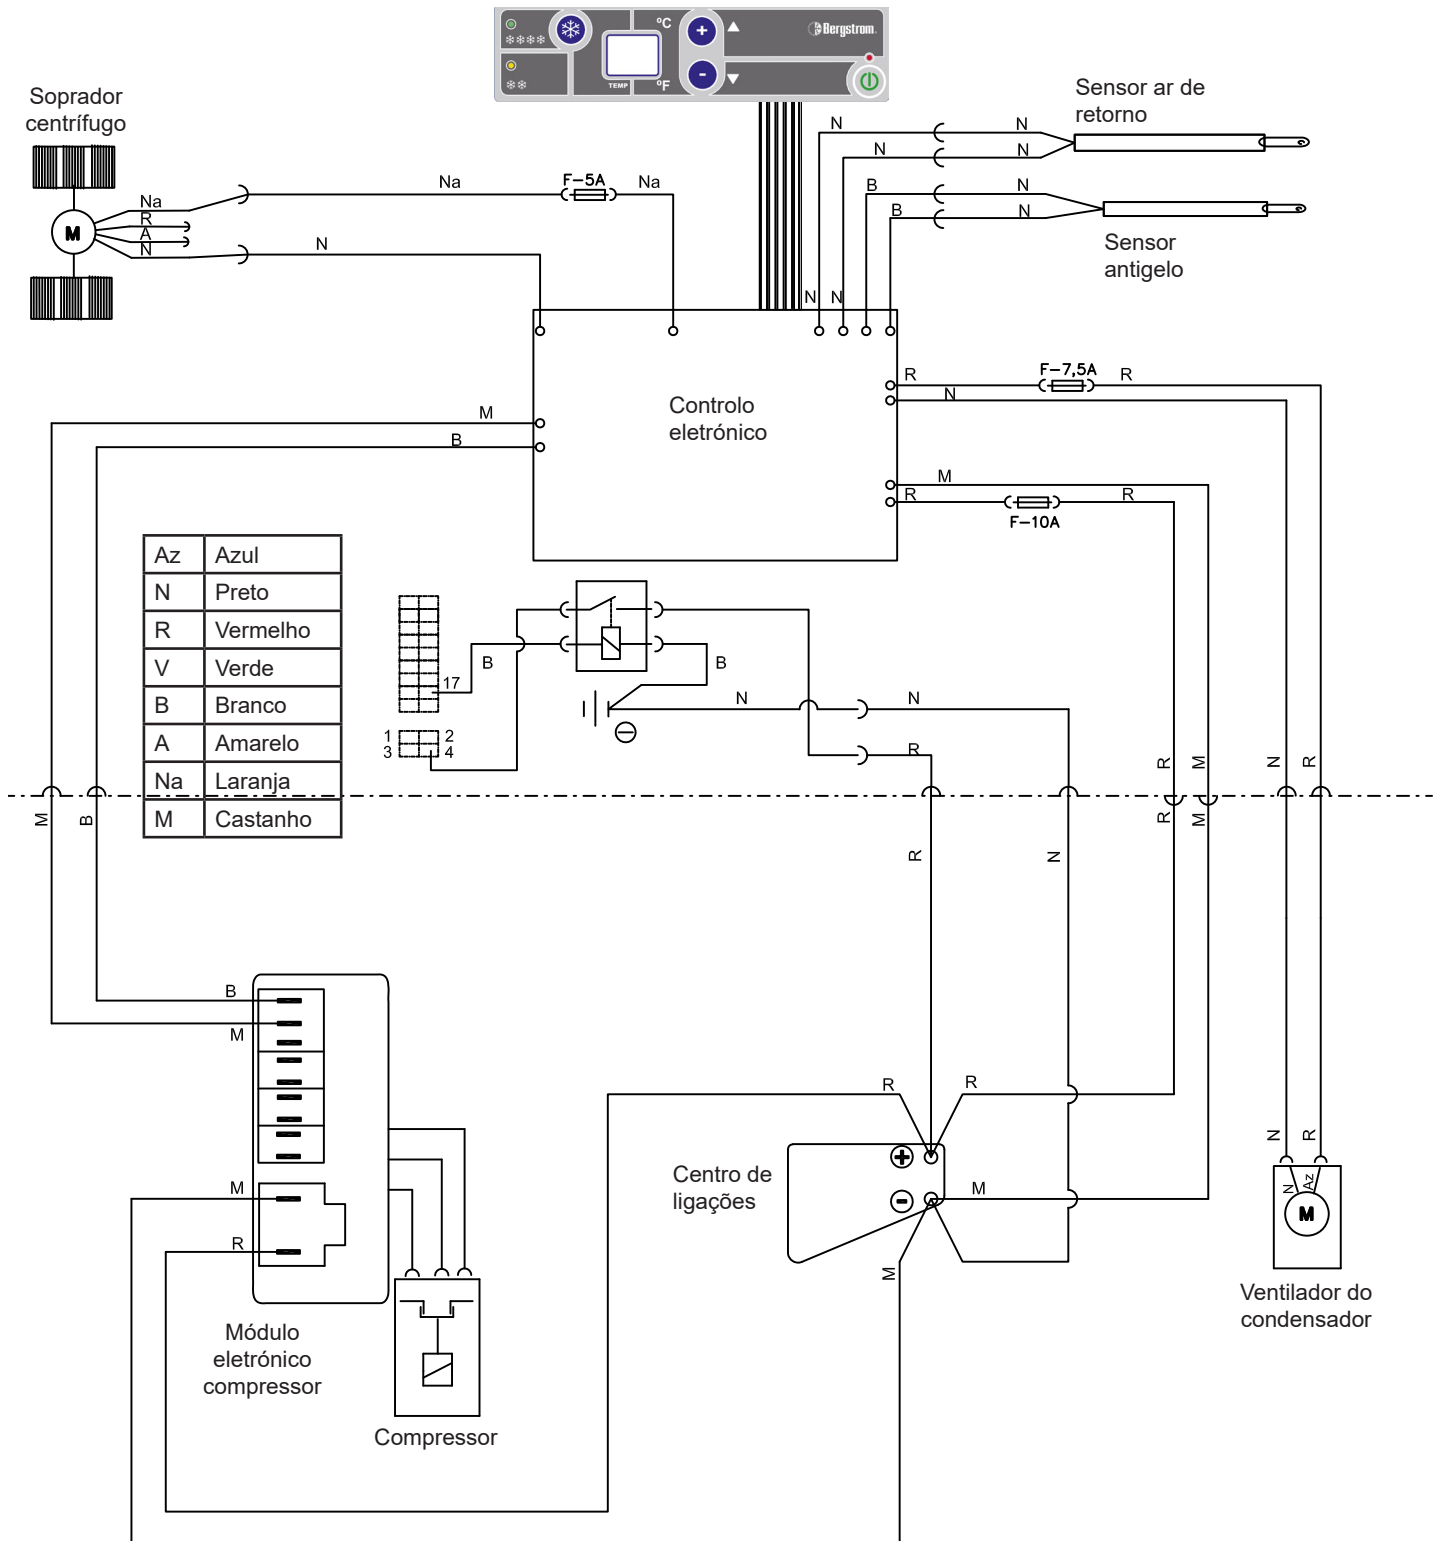 °C
Bergstrom
+
-
TEMP
°F
Soprador
centrífugo
Sensor ar de
retorno
N
N
N
N
Na
F-5A
Na
B
N
B
N
Na
R
A
N
N
M
Sensor
antigelo
N
N
Controlo
eletrónico
R
F-7,5A
R
N
M
B
M
R
R
F-10A
Az Azul
N Preto
R Vermelho
V Verde
B Branco
A Amarelo
Na Laranja
M Castanho
B
B
17
N
N
1 2
3 4
R
R
M
N
R
M
B
R
M
R
N
B
M
R
R
N
R
Centro de
ligações
+
-
M
M
N
Az
M
M
R
Ventilador do
condensador
Módulo
eletrónico
compressor
Compressor